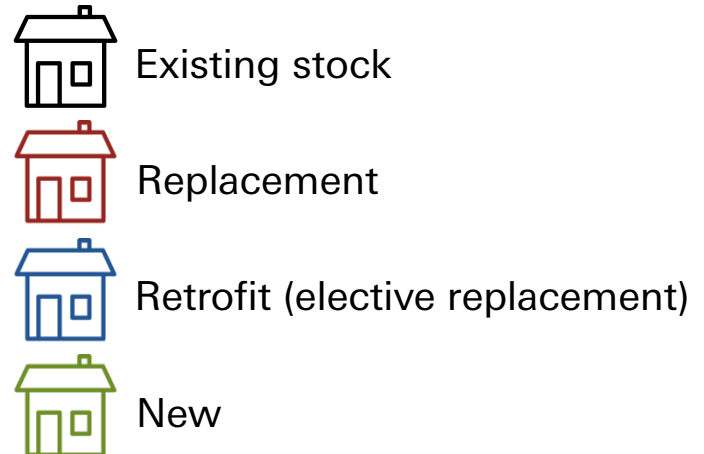 Existing stock
Replacement
Retrofit (elective replacement)
New